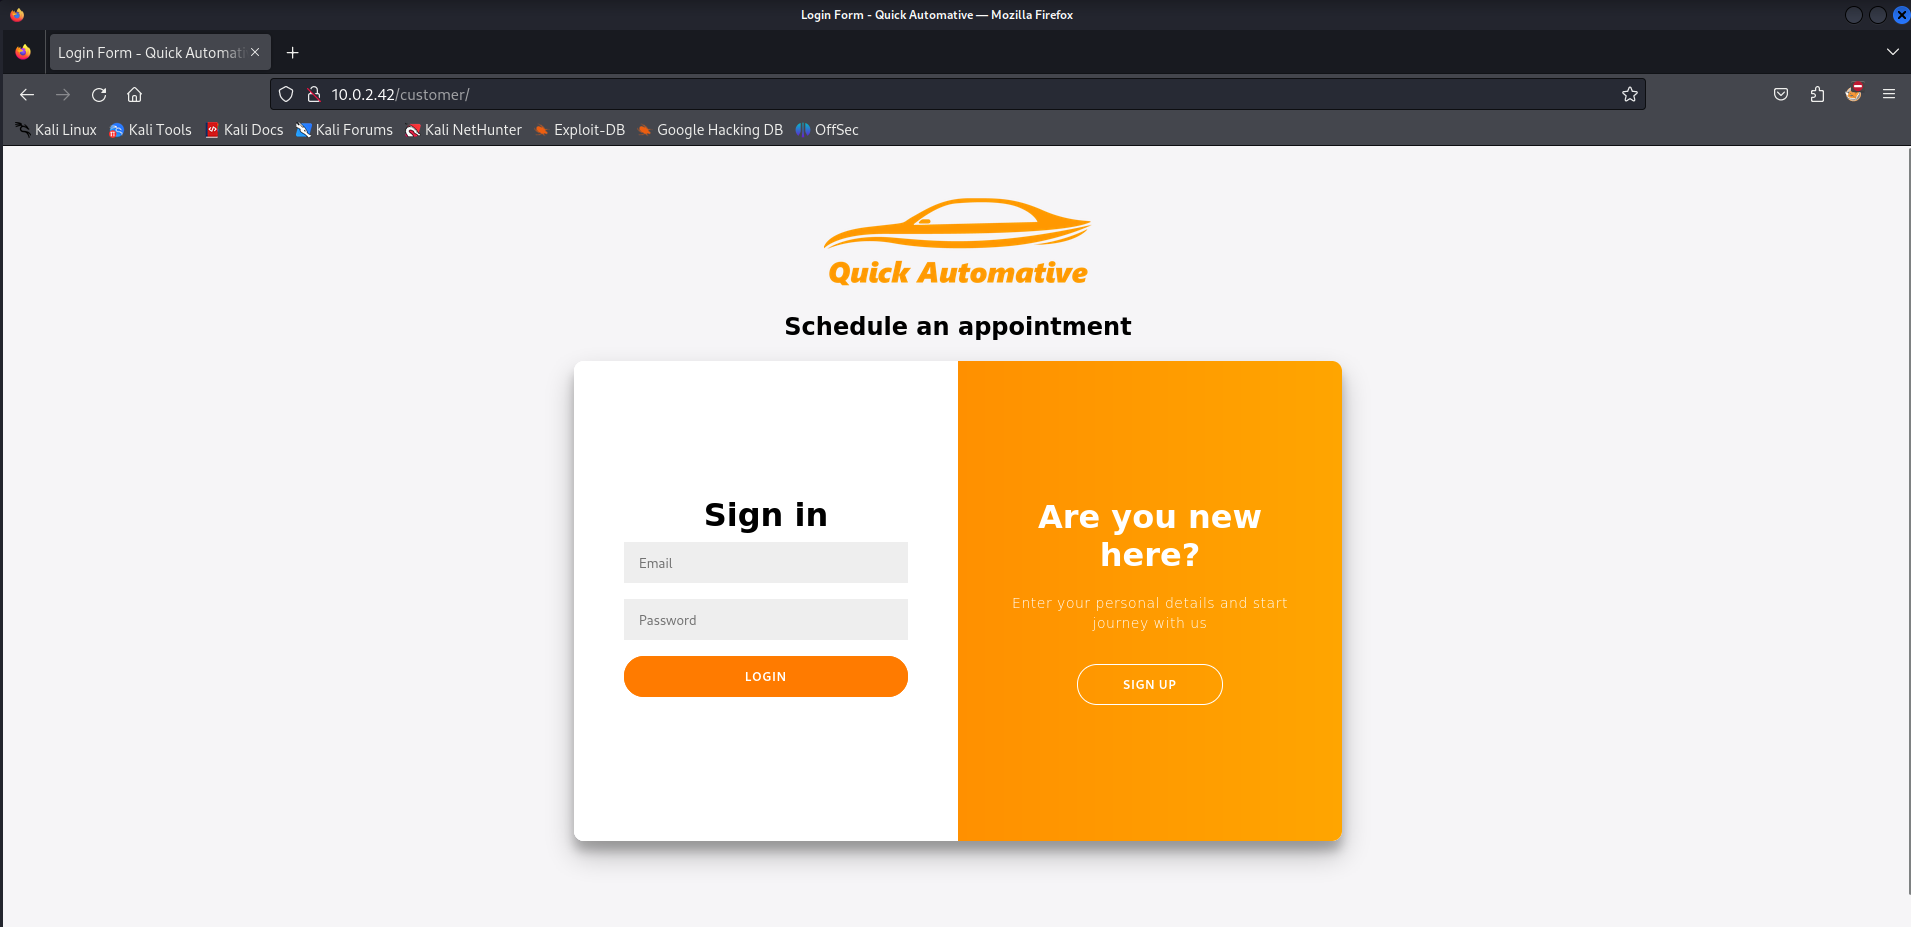 Login Form - Quick Automative — Mozilla Firefox
Login Form - Quick Automati
10.0.2.42/customer/
Kali Linux Kali Tools Kali Docs Kali Forums Kali NetHunter Exploit-DB Google Hacking DB OffSec
Quick Automative
Schedule an appointment
Sign in
Email
Password
LOGIN
Are you new
here?
Enter your personal details and start
journey with us
SIGN UP